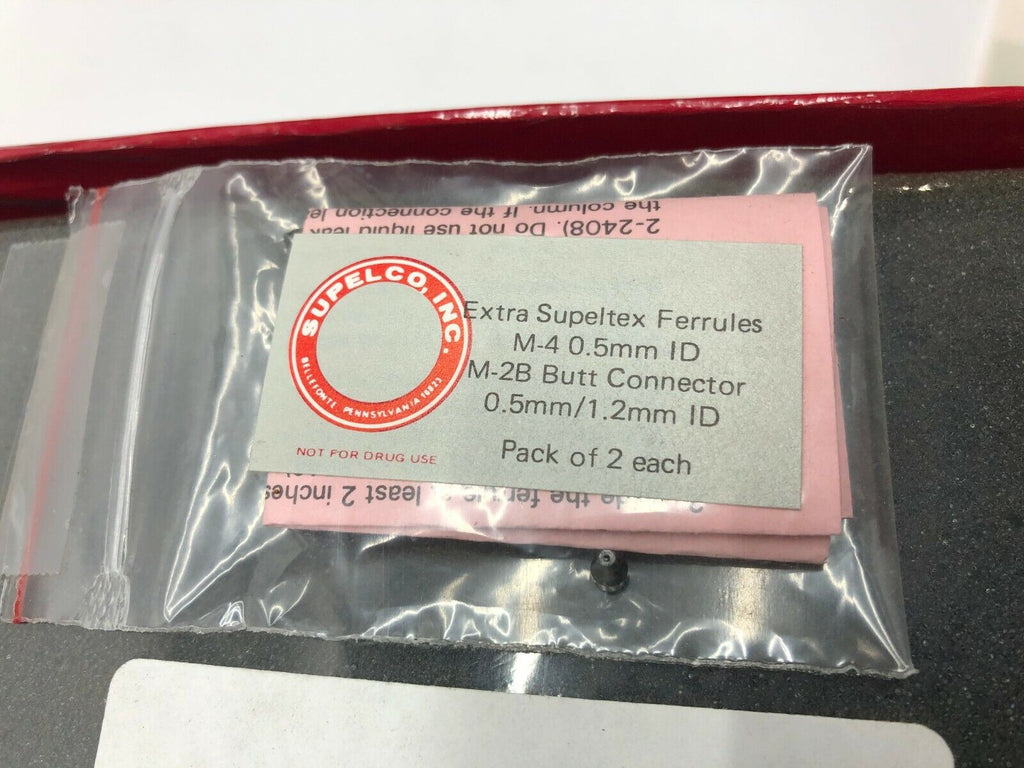 the column. If the connection le
2-2408). Do not use liquid leak
SUPELCO, INC.
BELLEFONTE, PENNSYLVANIA 16823
NOT FOR DRUG USE
Extra Supeltex Ferrules
M-4 0.5mm ID
M-2B Butt Connector
0.5mm/1.2mm ID
Pack of 2 each
the fer
least 2 inches